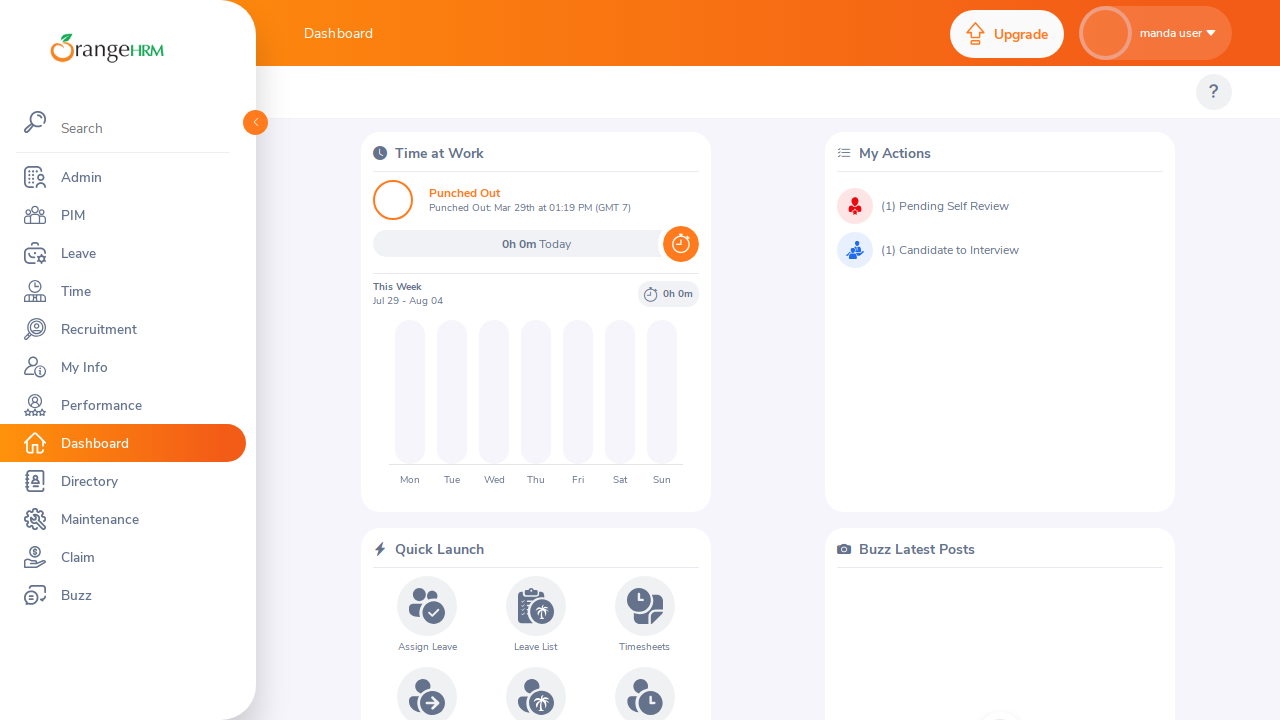 OrangeHRM
Dashboard
Upgrade
manda user
?
Search
Admin
PIM
Leave
Time
Recruitment
My Info
Performance
Dashboard
Directory
Maintenance
Claim
Buzz
Time at Work
Punched Out
Punched Out: Mar 29th at 01:19 PM (GMT 7)
0h 0m Today
This Week
Jul 29 - Aug 04
0h 0m
Mon Tue Wed Thu Fri Sat Sun
My Actions
(1) Pending Self Review
(1) Candidate to Interview
Quick Launch
Assign Leave
Leave List
Timesheets
Buzz Latest Posts